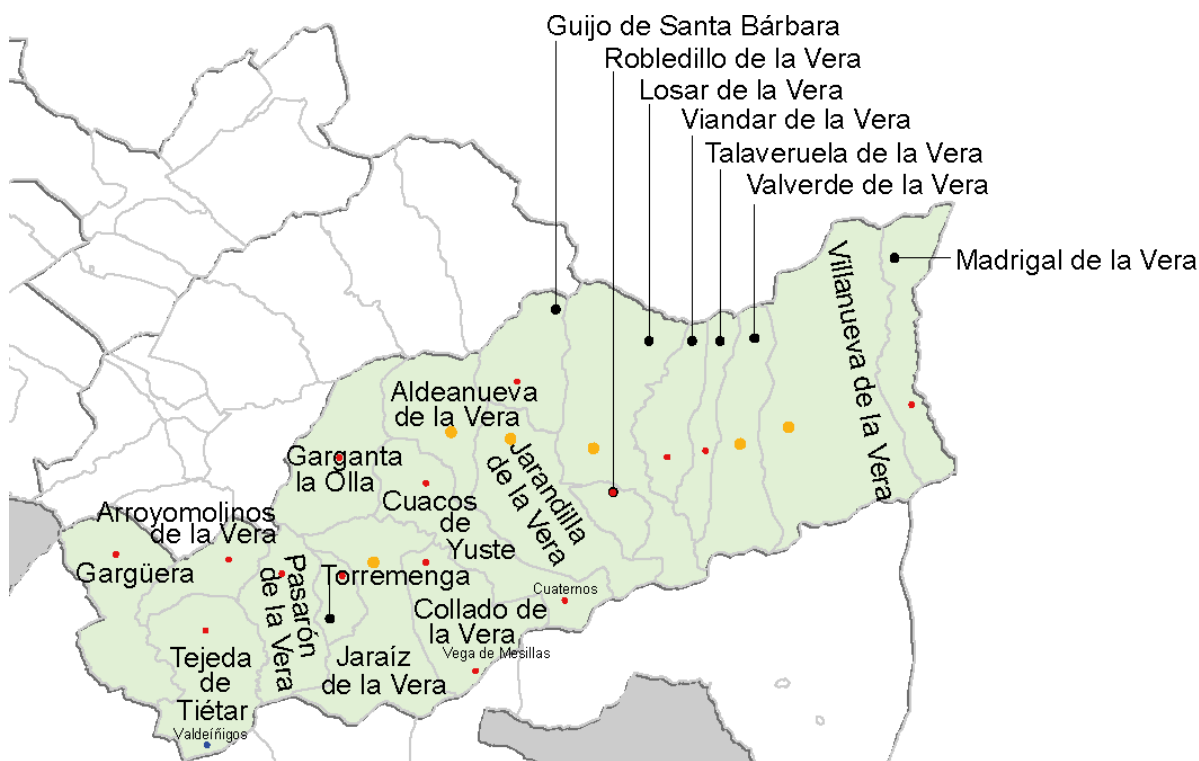 Guijo de Santa Bárbara
Robledillo de la Vera
Losar de la Vera
Viandar de la Vera
Talaveruela de la Vera
Valverde de la Vera
Madrigal de la Vera
Villanueva de la Vera
Aldeanueva
de la Vera
Jarandilla
de la Vera
Garganta
la Olla
Cuacos
de
Yuste
Arroyomolinos
de la Vera
Gargüera
Pasarón
de la Vera
Torremenga
Cuaternos
Collado de
la Vera
Vega de Mesillas
Jaraíz
de la Vera
Tejeda
de
Tiétar
Valdeíñigos